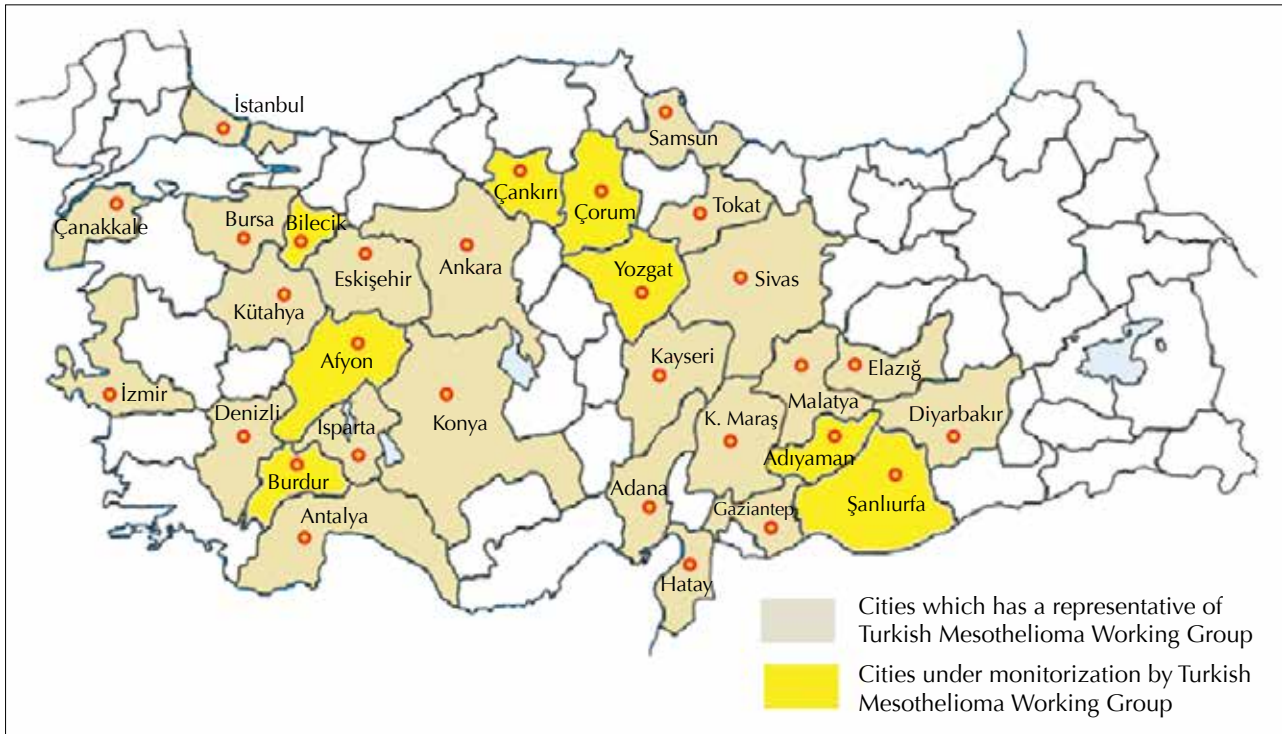 İstanbul
Samsun
Çankırı
Çorum
Tokat
Çanakkale
Bursa
Bilecik
Eskişehir
Ankara
Yozgat
Sivas
Kütahya
Afyon
Kayseri
Elazığ
İzmir
Denizli
Isparta
Konya
Malatya
K. Maraş
Diyarbakır
Adıyaman
Burdur
Antalya
Adana
Gaziantep
Şanlıurfa
Hatay
Cities which has a representative of
Turkish Mesothelioma Working Group
Cities under monitorization by Turkish
Mesothelioma Working Group